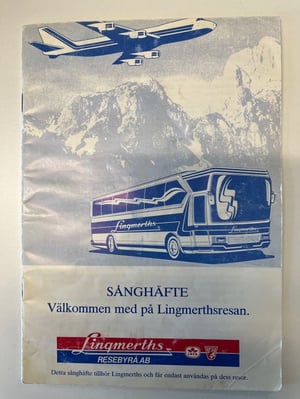 Lingmerths
SÅNGHÄFTE
Välkommen med på Lingmerthsresan.
Lingmerths
RESEBYRÅ AB
Detta sånghäfte tillhör Lingmerths och får endast användas på dess resor.